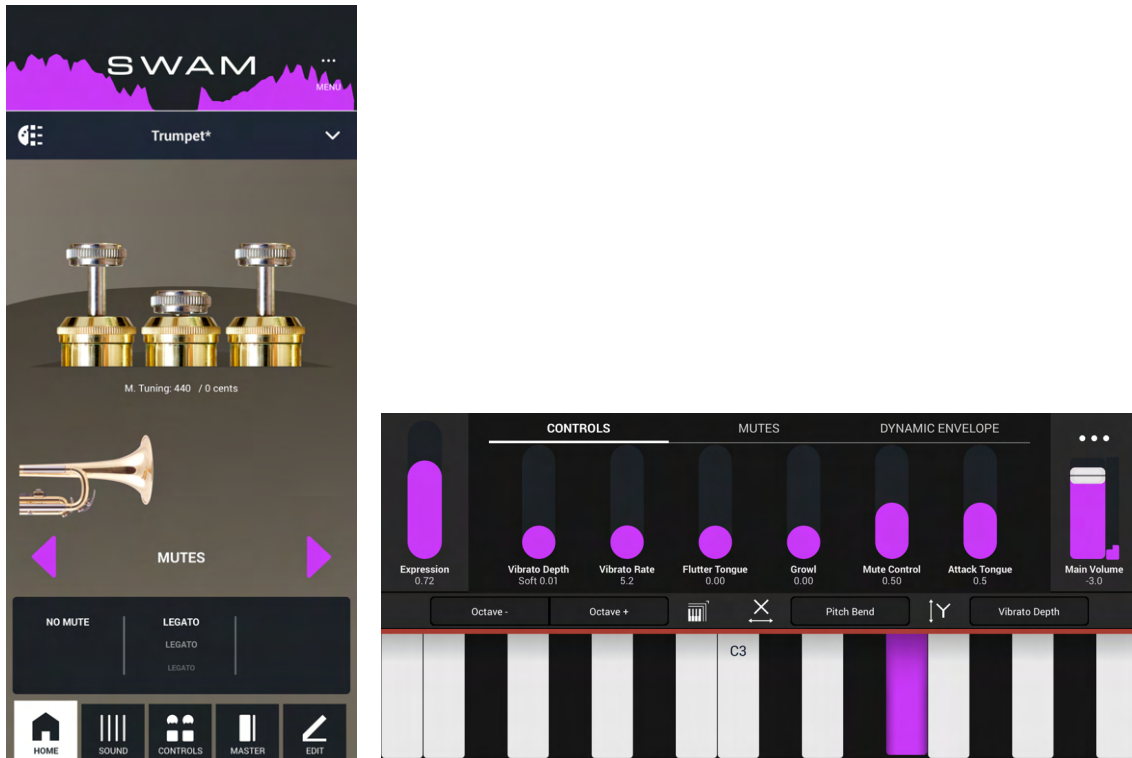 SWAM
MENU
Trumpet*
M. Tuning: 440 / 0 cents
MUTES
NO MUTE
LEGATO
LEGATO
LEGATO
HOME
SOUND
CONTROLS
MASTER
EDIT
CONTROLS
MUTES
DYNAMIC ENVELOPE
Expression
0.72
Vibrato Depth
Soft 0.01
Vibrato Rate
5.2
Flutter Tongue
0.00
Growl
0.00
Mute Control
0.50
Attack Tongue
0.5
Main Volume
-3.0
Octave -
Octave +
X
Pitch Bend
Y
Vibrato Depth
C3